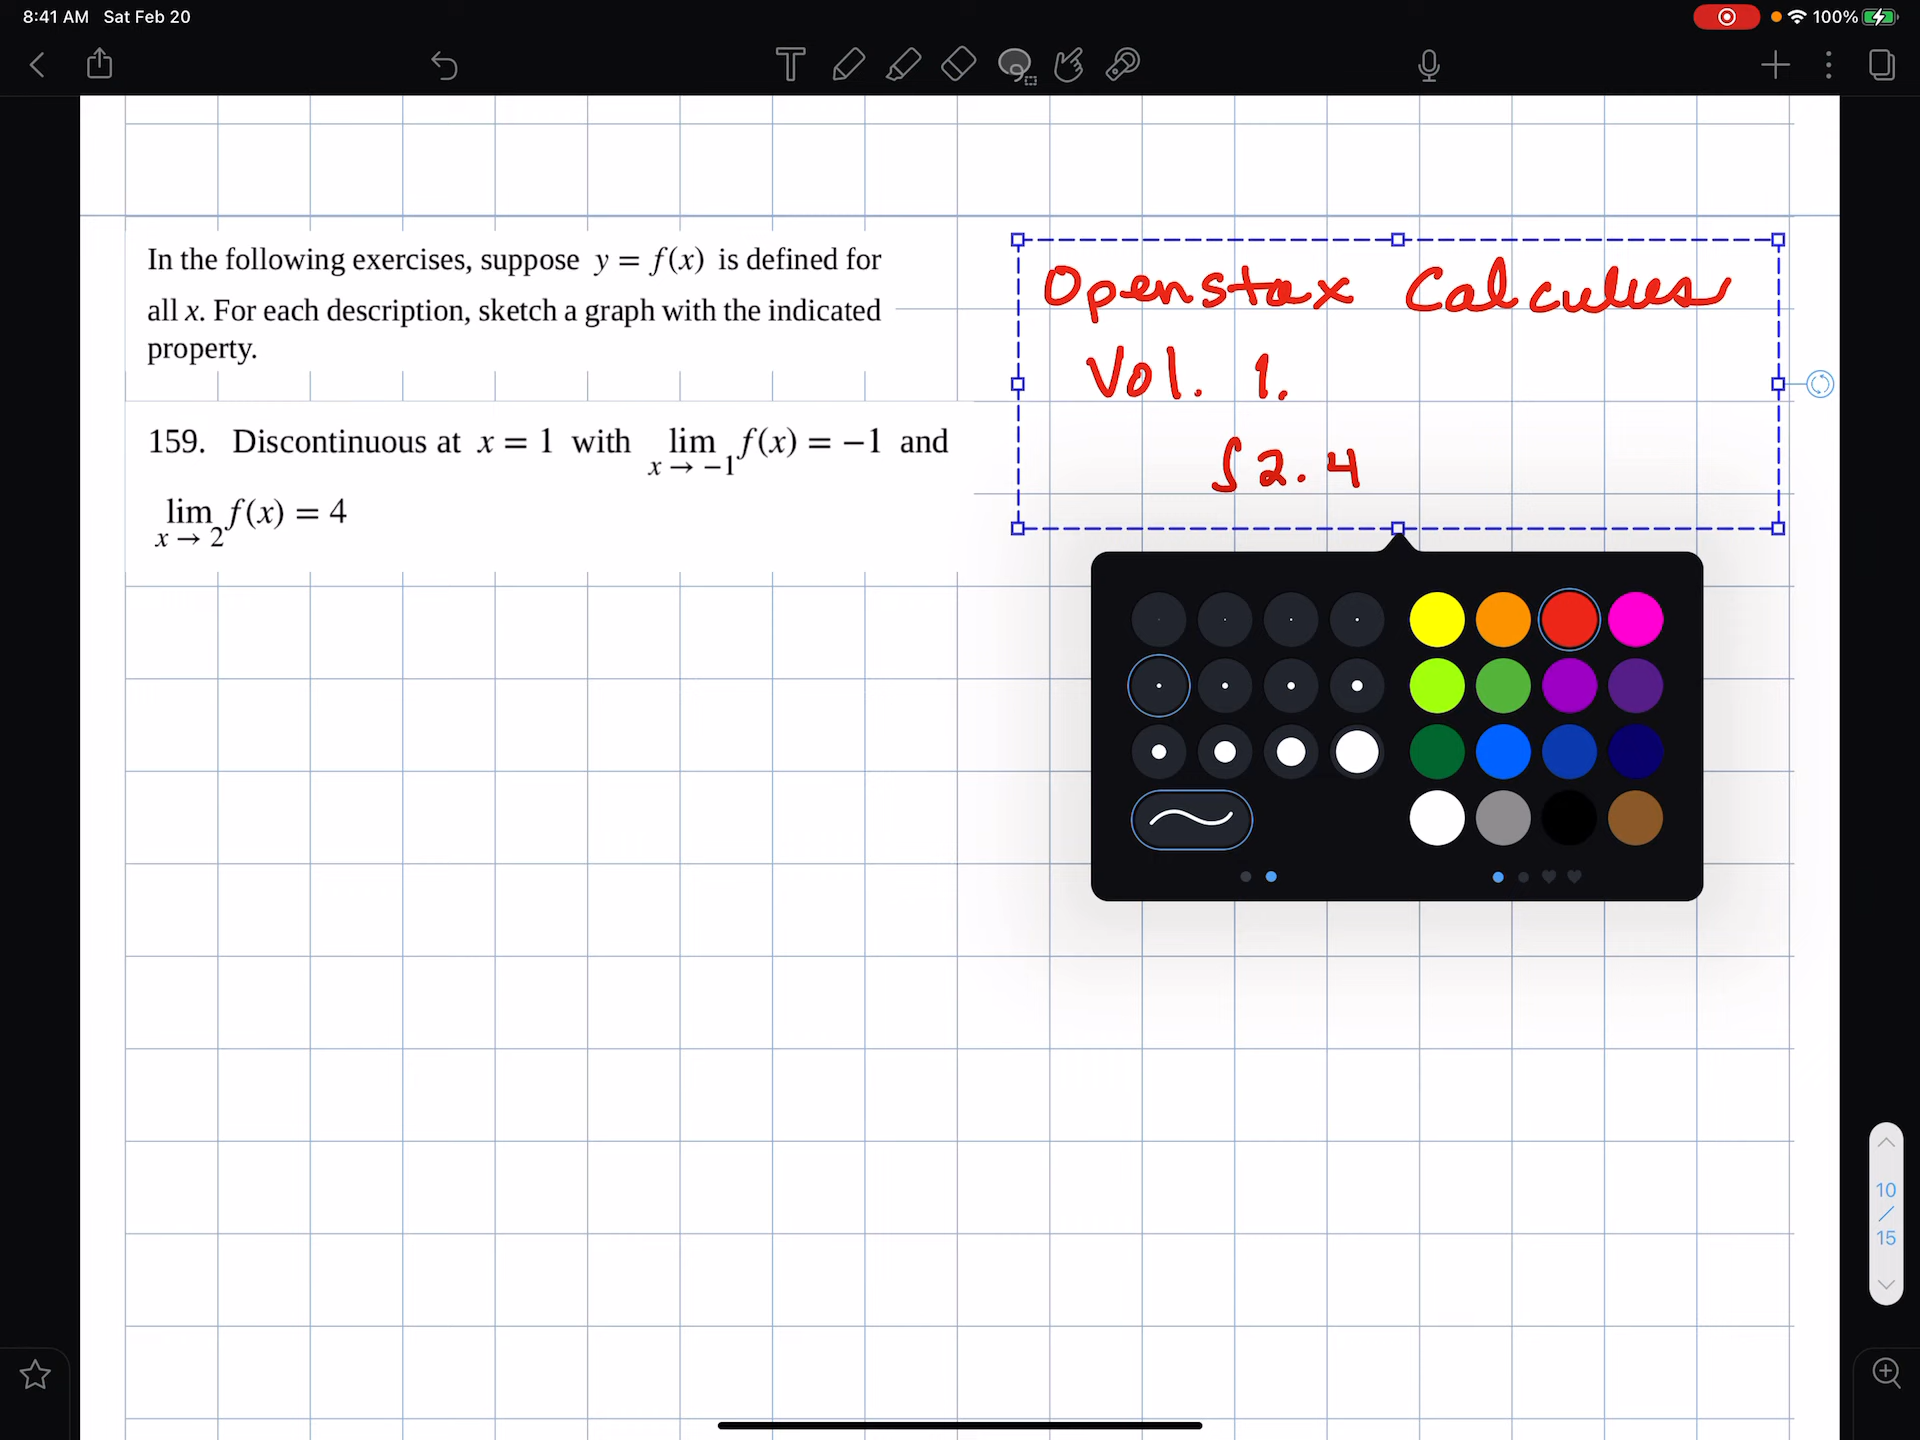 8:41 AM Sat Feb 20
100%
In the following exercises, suppose y = f(x) is defined for
all x. For each description, sketch a graph with the indicated
property.
159. Discontinuous at x = 1 with lim x → −1 f(x) = −1 and
lim x → 2 f(x) = 4
Openstax Calculus
Vol. 1.
§ 2.4
10
/
15